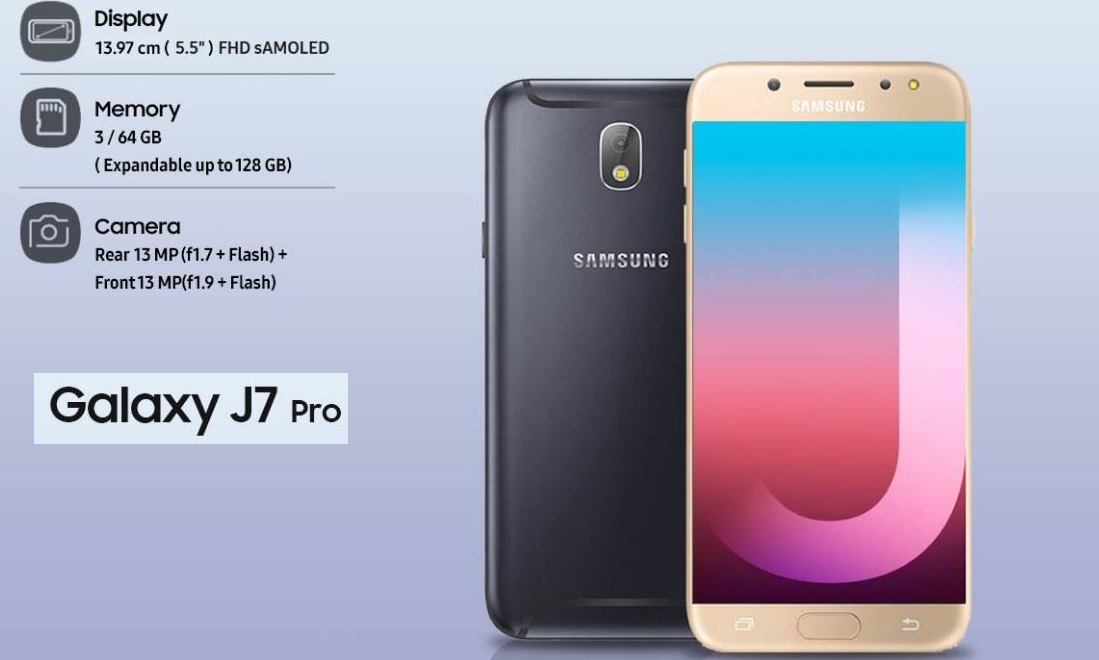 Display
13.97 cm ( 5.5" ) FHD sAMOLED
Memory
3 / 64 GB
( Expandable up to 128 GB)
Camera
Rear 13 MP (f1.7 + Flash) +
Front 13 MP(f1.9 + Flash)
Galaxy J7 Pro
SAMSUNG
SAMSUNG